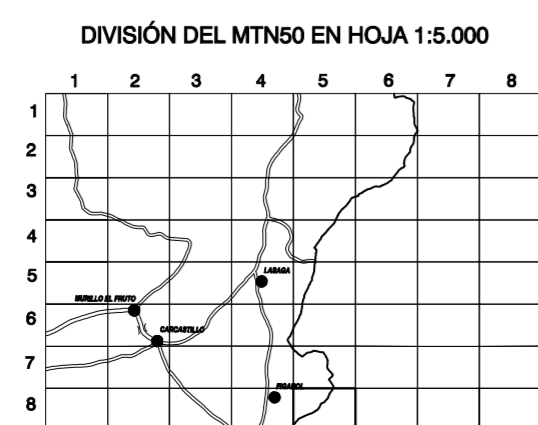 DIVISIÓN DEL MTN50 EN HOJA 1:5.000
1 2 3 4 5 6 7 8
1
2
3
4
5
LASAGA
MURILLO EL FRUTO
6
CARCASTILLO
7
FIGAROL
8